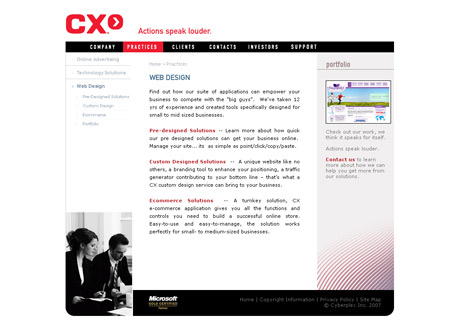 CX
Actions speak louder.
COMPANY PRACTICES CLIENTS CONTACTS INVESTORS SUPPORT
Online Advertising
Technology Solutions
Web Design
Pre-Designed Solutions
Custom Design
Ecommerce
Portfolio
Home > Practices
WEB DESIGN
Find out how our suite of applications can empower your
business to compete with the "big guys". We've taken 12
yrs of experience and created tools specifically designed for
small to mid sized businesses.
Pre-designed Solutions -- Learn more about how quick
our pre designed solutions can get your business online.
Manage your site... its as simple as point/click/copy/paste.
Custom Designed Solutions -- A unique website like no
others, a branding tool to enhance your positioning, a traffic
generator contributing to your bottom line – that's what a
CX custom design service can bring to your business.
Ecommerce Solutions -- A turnkey solution, CX
e-commerce application gives you all the functions and
controls you need to build a successful online store.
Easy-to-use and easy-to-manage, the solution works
perfectly for small- to medium-sized businesses.
portfolio
Check out our work, we
think it speaks for itself.
Actions speak louder.
Contact us to learn
more about how we can
help you get more from
our solutions.
Microsoft
GOLD CERTIFIED
Partner
Home | Copyright Information | Privacy Policy | Site Map
© Cyberplex Inc. 2007